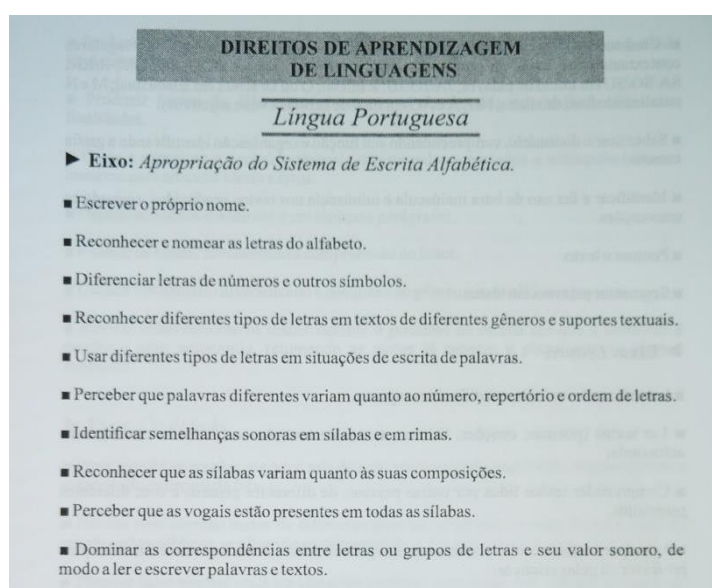 DIREITOS DE APRENDIZAGEM
DE LINGUAGENS
Língua Portuguesa
► Eixo: Apropriação do Sistema de Escrita Alfabética.
■ Escrever o próprio nome.
■ Reconhecer e nomear as letras do alfabeto.
■ Diferenciar letras de números e outros símbolos.
■ Reconhecer diferentes tipos de letras em textos de diferentes gêneros e suportes textuais.
■ Usar diferentes tipos de letras em situações de escrita de palavras.
■ Perceber que palavras diferentes variam quanto ao número, repertório e ordem de letras.
■ Identificar semelhanças sonoras em sílabas e em rimas.
■ Reconhecer que as sílabas variam quanto às suas composições.
■ Perceber que as vogais estão presentes em todas as sílabas.
■ Dominar as correspondências entre letras ou grupos de letras e seu valor sonoro, de
modo a ler e escrever palavras e textos.